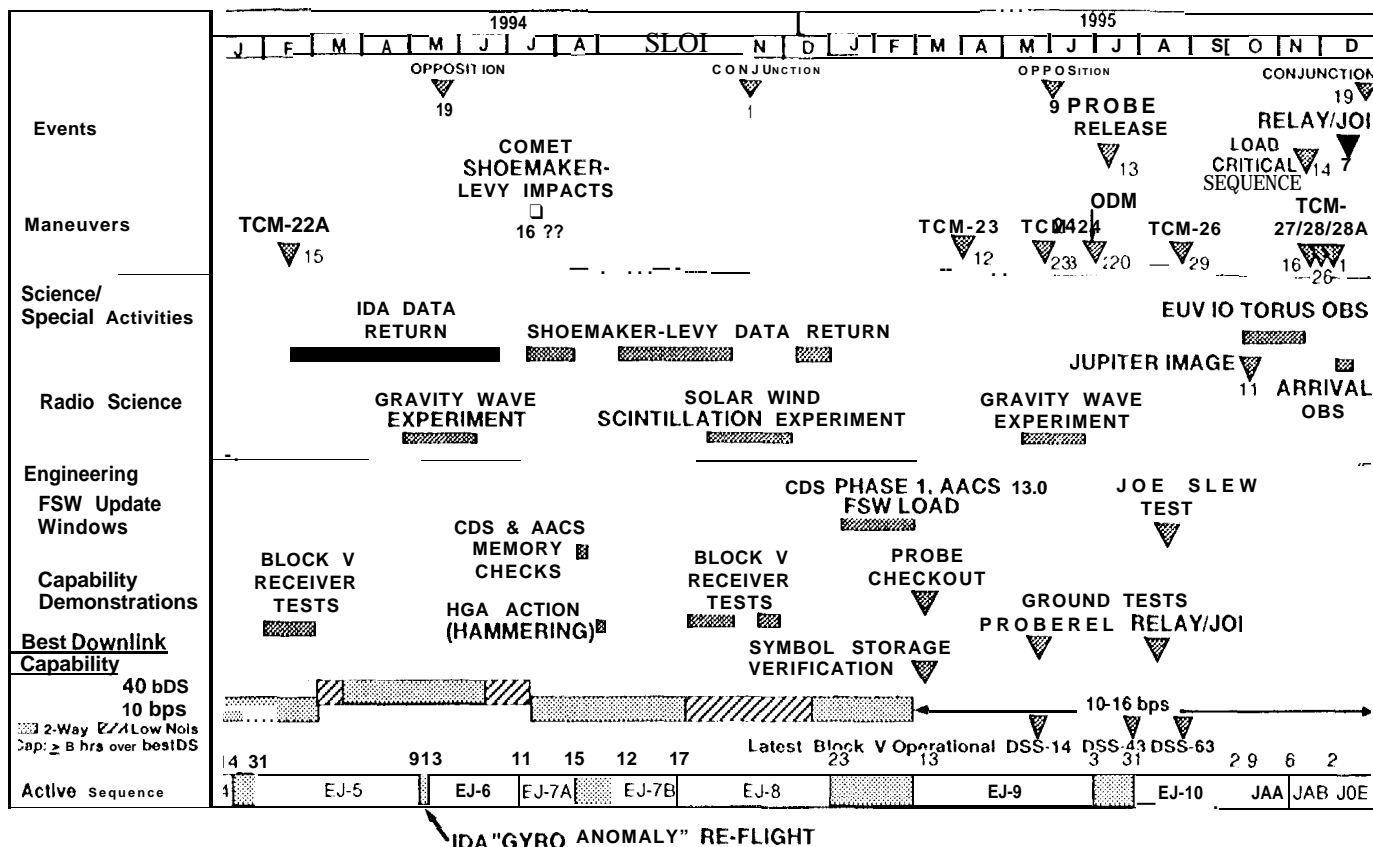 1994 1995
J F M A M J J A SLOI N D J F M A M J J A S[ O N D
OPPOSITION CONJUNCTION OPPOSITION CONJUNCTION
19 1 9 19
Events
PROBE
RELEASE
13
RELAY/JOI
7
LOAD
CRITICAL
SEQUENCE
14
COMET
SHOEMAKER-
LEVY IMPACTS
16 ??
Maneuvers
TCM-22A
15
TCM-23
12
ODM
TCM-26
29
TCM-
27/28/28A
16 26 1
Science/
Special Activities
IDA DATA
RETURN
SHOEMAKER-LEVY DATA RETURN
EUV IO TORUS OBS
JUPITER IMAGE
11
ARRIVAL
OBS
Radio Science
GRAVITY WAVE
EXPERIMENT
SOLAR WIND
SCINTILLATION EXPERIMENT
GRAVITY WAVE
EXPERIMENT
Engineering
FSW Update
Windows
CDS PHASE 1, AACS 13.0
FSW LOAD
JOE SLEW
TEST
CDS & AACS
MEMORY
CHECKS
Capability
Demonstrations
BLOCK V
RECEIVER
TESTS
HGA ACTION
(HAMMERING)
BLOCK V
RECEIVER
TESTS
PROBE
CHECKOUT
GROUND TESTS
PROBEREL RELAY/JOI
SYMBOL STORAGE
VERIFICATION
Best Downlink
Capability
40 bDS
10 bps
10-16 bps
2-Way Low Nois
Cap: ≥ B hrs over bestDS
Latest Block V Operational DSS-14 DSS-43 DSS-63
14 31 913 11 15 12 17 23 13 3 31 29 6 2
Active Sequence
4 EJ-5 EJ-6 EJ-7A EJ-7B EJ-8 EJ-9 EJ-10 JAA JAB J0E
IDA "GYRO ANOMALY" RE-FLIGHT